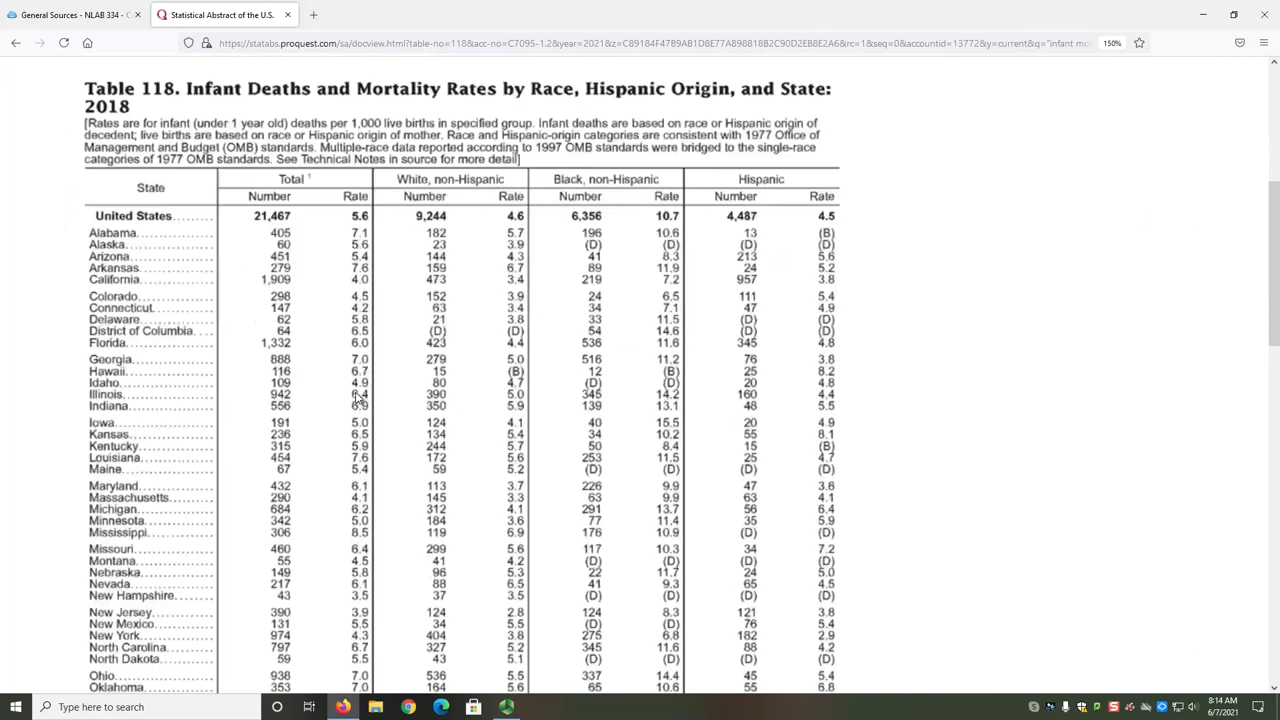 General Sources - NLAB 334 - C
Statistical Abstract of the U.S.
https://statabs.proquest.com/sa/docview.html?table-no=118&acc-no=C7095-1.2&year=2021&z=C89184F47B9AB1D8E77A898818B2C90D2EB8E2A6&rc=1&seq=0&accountid=13772&y=current&q="infant mo
150%
Table 118. Infant Deaths and Mortality Rates by Race, Hispanic Origin, and State:
2018
[Rates are for infant (under 1 year old) deaths per 1,000 live births in specified group. Infant deaths are based on race or Hispanic origin of
decedent; live births are based on race or Hispanic origin of mother. Race and Hispanic-origin categories are consistent with 1977 Office of
Management and Budget (OMB) standards. Multiple-race data reported according to 1997 OMB standards were bridged to the single-race
categories of 1977 OMB standards. See Technical Notes in source for more detail]
State Total ¹ White, non-Hispanic Black, non-Hispanic Hispanic
Number Rate Number Rate Number Rate Number Rate
United States......... 21,467 5.6 9,244 4.6 6,356 10.7 4,487 4.5
Alabama................ 405 7.1 182 5.7 196 10.6 13 (B)
Alaska................ 60 5.6 23 3.9 (D) (D) (D) (D)
Arizona................ 451 5.4 144 4.3 41 8.3 213 5.6
Arkansas............... 279 7.6 159 6.7 89 11.9 24 5.2
California............... 1,909 4.0 473 3.4 219 7.2 957 3.8
Colorado............... 298 4.5 152 3.9 24 6.5 111 5.4
Connecticut............ 147 4.2 63 3.4 34 7.1 47 4.9
Delaware............... 62 5.8 21 3.8 33 11.5 (D) (D)
District of Columbia.... 64 6.5 (D) (D) 54 14.6 (D) (D)
Florida................ 1,332 6.0 423 4.4 536 11.6 345 4.8
Georgia................ 888 7.0 279 5.0 516 11.2 76 3.8
Hawaii................ 116 6.7 15 (B) 12 (B) 25 8.2
Idaho................ 109 4.9 80 4.7 (D) (D) 20 4.8
Illinois................ 942 6.4 390 5.0 345 14.2 160 4.4
Indiana................ 556 6.9 350 5.9 139 13.1 48 5.5
Iowa................ 191 5.0 124 4.1 40 15.5 20 4.9
Kansas................ 236 6.5 134 5.4 34 10.2 55 8.1
Kentucky............... 315 5.9 244 5.7 50 8.4 15 (B)
Louisiana............... 454 7.6 172 5.6 253 11.5 25 4.7
Maine................ 67 5.4 59 5.2 (D) (D) (D) (D)
Maryland............... 432 6.1 113 3.7 226 9.9 47 3.6
Massachusetts.......... 290 4.1 145 3.3 63 9.9 63 4.1
Michigan............... 684 6.2 312 4.1 291 13.7 56 6.4
Minnesota............... 342 5.0 184 3.6 77 11.4 35 5.9
Mississippi............... 306 8.5 119 6.9 176 10.9 (D) (D)
Missouri................ 460 6.4 299 5.6 117 10.3 34 7.2
Montana............... 55 4.5 41 4.2 (D) (D) (D) (D)
Nebraska............... 149 5.8 96 5.3 22 11.7 24 5.0
Nevada................ 217 6.1 88 6.5 41 9.3 65 4.5
New Hampshire......... 43 3.5 37 3.5 (D) (D) (D) (D)
New Jersey............ 390 3.9 124 2.8 124 8.3 121 3.8
New Mexico............ 131 5.5 34 5.5 (D) (D) 76 5.4
New York............... 974 4.3 404 3.8 275 6.8 182 2.9
North Carolina.......... 797 6.7 327 5.2 345 11.6 88 4.2
North Dakota........... 59 5.5 43 5.1 (D) (D) (D) (D)
Ohio................ 938 7.0 536 5.5 337 14.4 45 5.4
Oklahoma............... 353 7.0 164 5.6 65 10.6 55 6.8
Type here to search
8:14 AM
6/7/2021